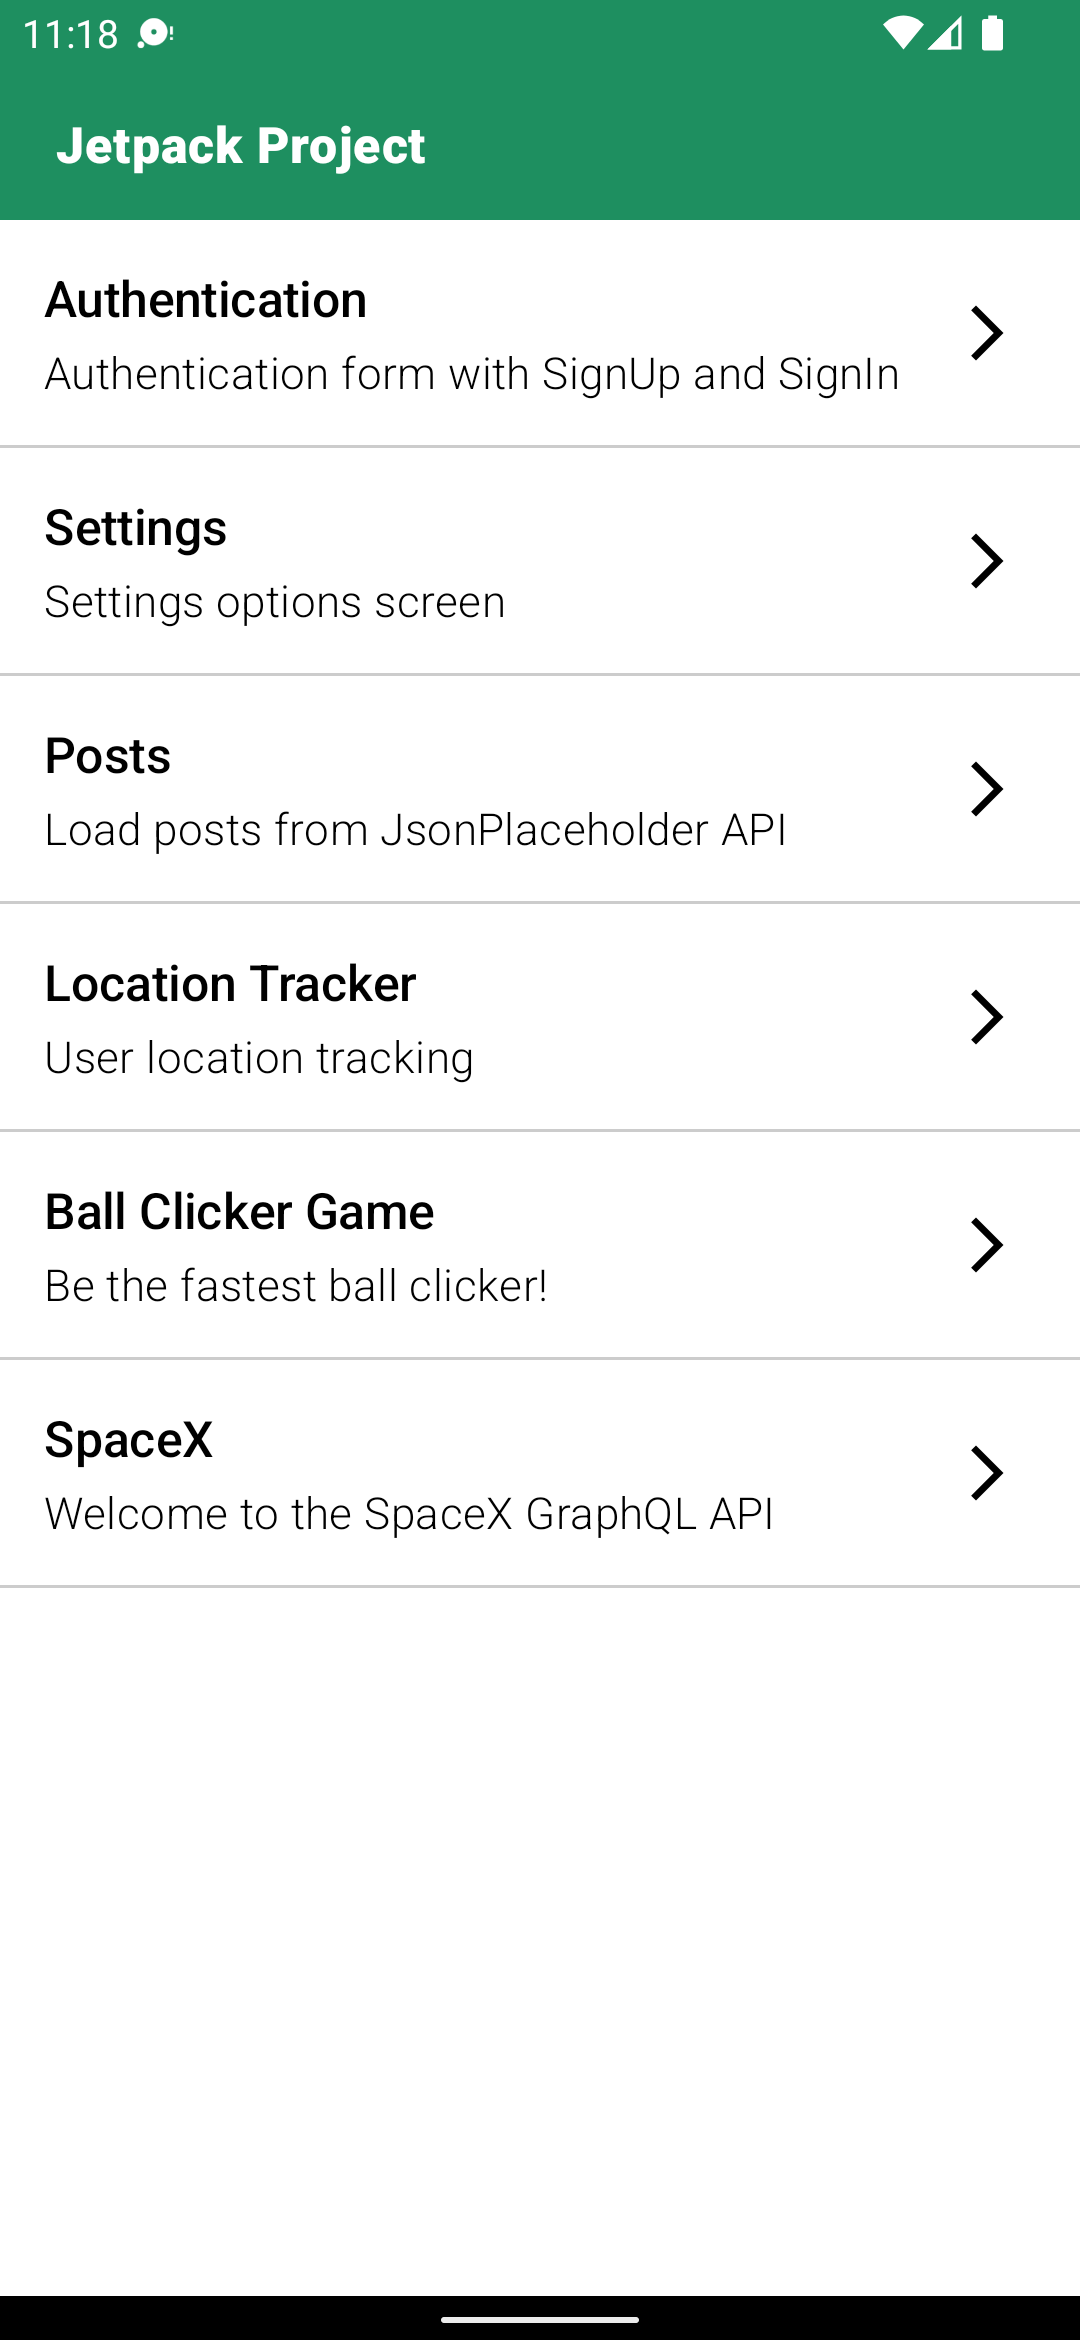 11:18
Jetpack Project
Authentication
Authentication form with SignUp and SignIn
Settings
Settings options screen
Posts
Load posts from JsonPlaceholder API
Location Tracker
User location tracking
Ball Clicker Game
Be the fastest ball clicker!
SpaceX
Welcome to the SpaceX GraphQL API